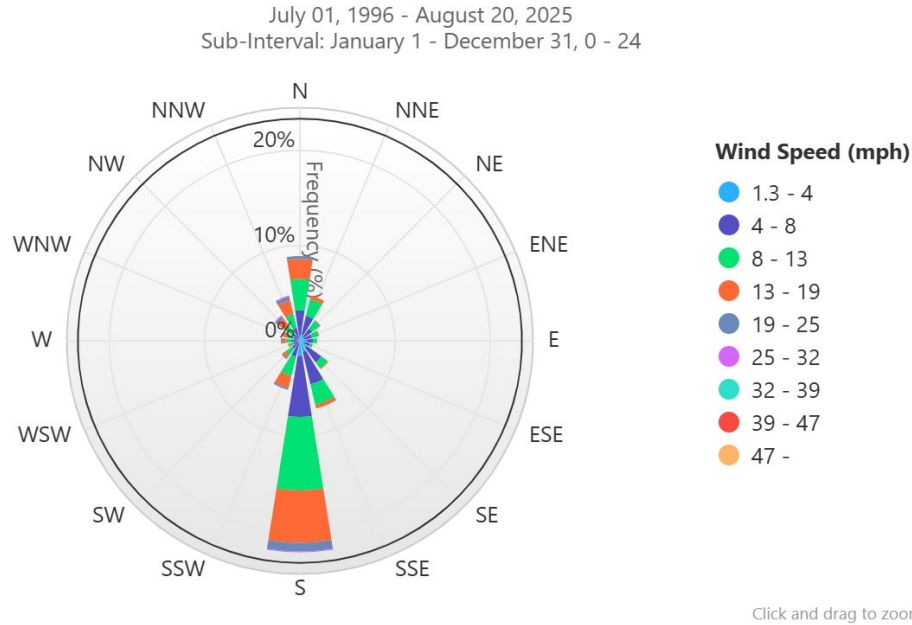 July 01, 1996 - August 20, 2025
Sub-Interval: January 1 - December 31, 0 - 24
N
NNW
NNE
20%
NW
NE
Frequency (%)
10%
WNW
ENE
0%
W
E
WSW
ESE
SW
SE
SSW
SSE
S
Wind Speed (mph)
1.3 - 4
4 - 8
8 - 13
13 - 19
19 - 25
25 - 32
32 - 39
39 - 47
47 -
Click and drag to zoom